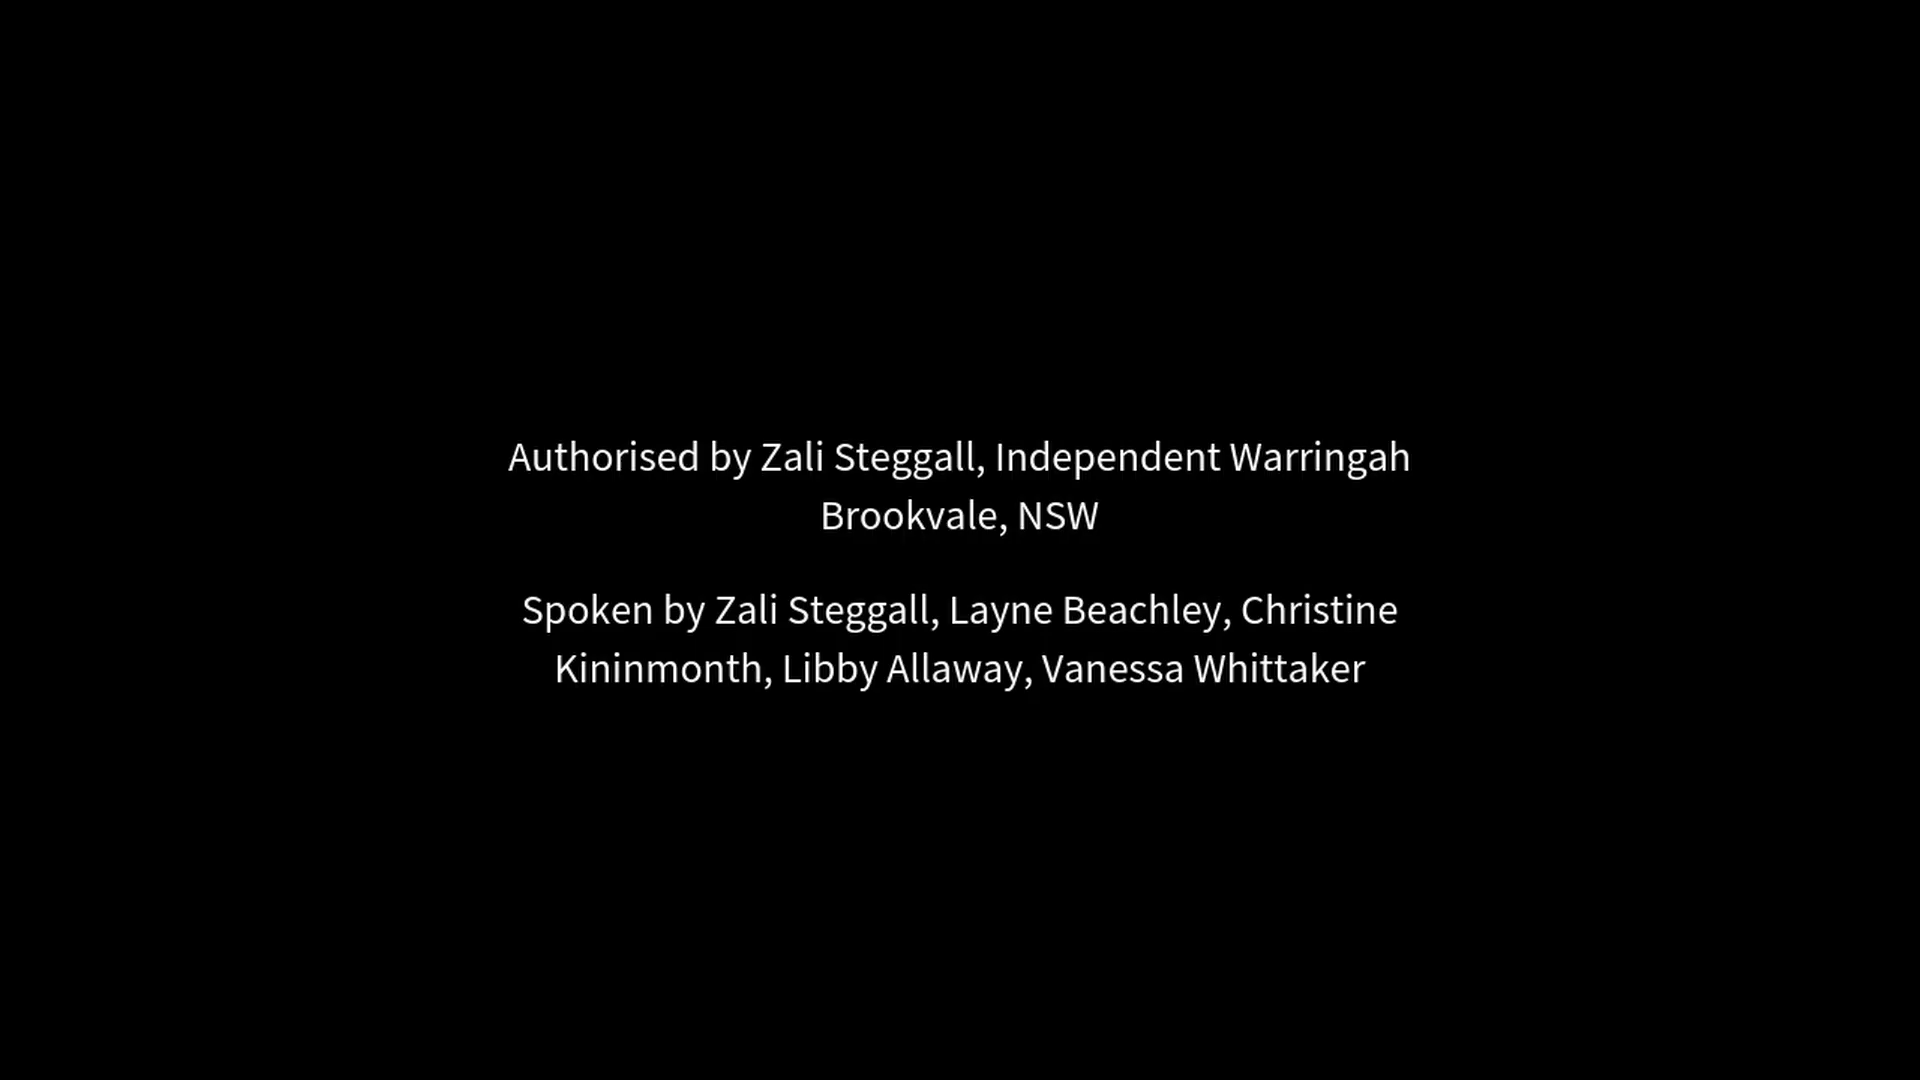 Authorised by Zali Steggall, Independent Warringah
Brookvale, NSW
Spoken by Zali Steggall, Layne Beachley, Christine
Kininmonth, Libby Allaway, Vanessa Whittaker